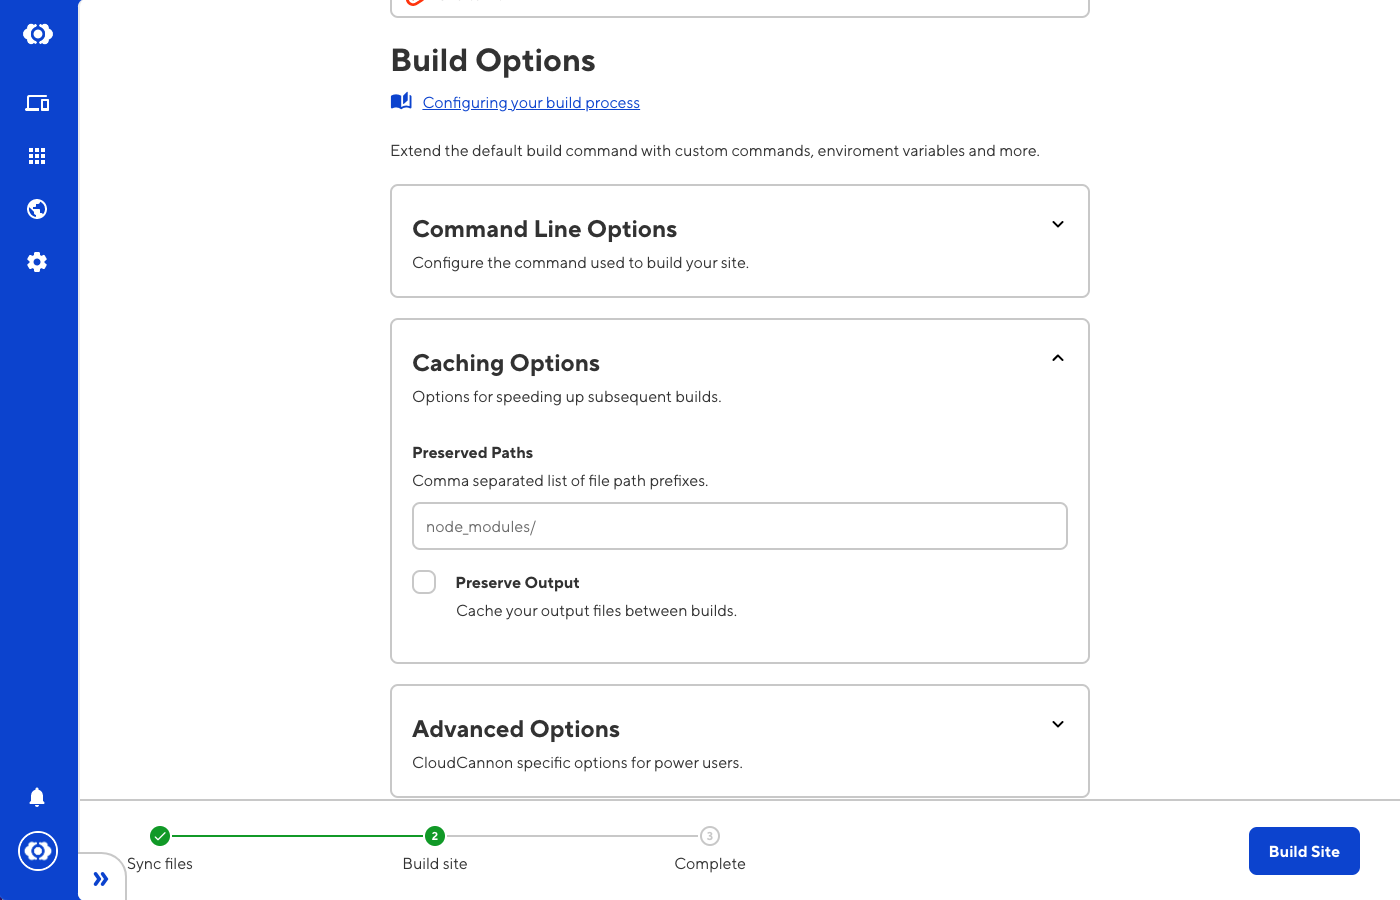 Build Options
Configuring your build process
Extend the default build command with custom commands, enviroment variables and more.
Command Line Options
Configure the command used to build your site.
Caching Options
Options for speeding up subsequent builds.
Preserved Paths
Comma separated list of file path prefixes.
node_modules/
Preserve Output
Cache your output files between builds.
Advanced Options
CloudCannon specific options for power users.
2
3
Sync files
Build site
Complete
Build Site